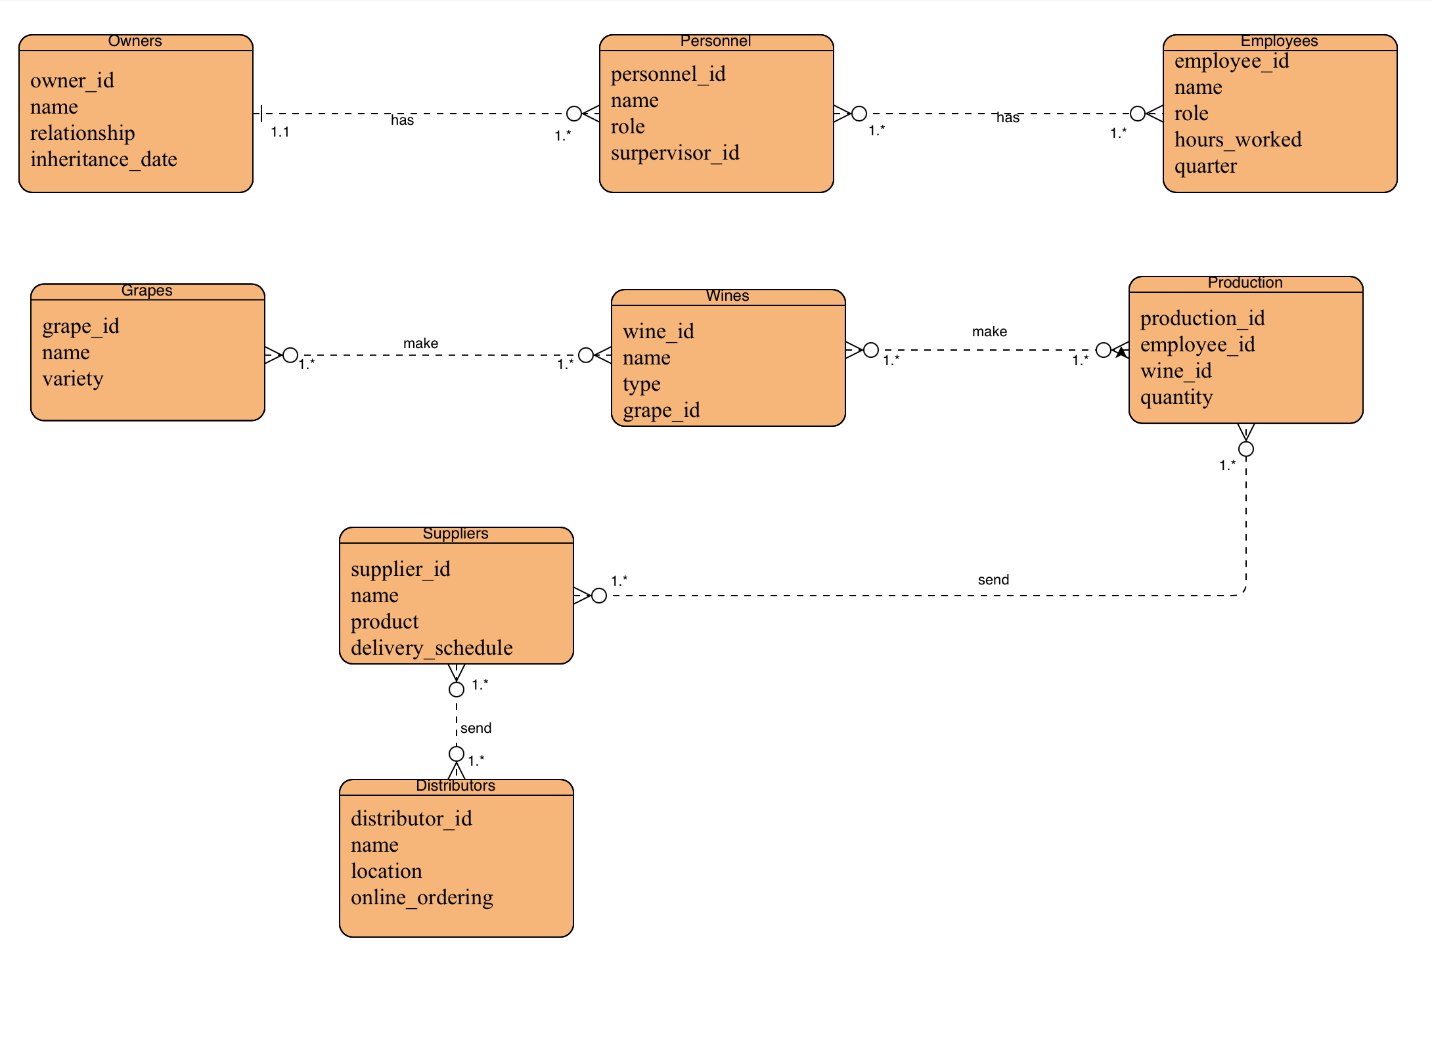 Owners
owner_id
name
relationship
inheritance_date
1.1
has
1.*
Personnel
personnel_id
name
role
surpervisor_id
1.*
has
1.*
Employees
employee_id
name
role
hours_worked
quarter
Grapes
grape_id
name
variety
1.*
make
1.*
Wines
wine_id
name
type
grape_id
1.*
make
1.*
Production
production_id
employee_id
wine_id
quantity
1.*
send
1.*
Suppliers
supplier_id
name
product
delivery_schedule
1.*
send
1.*
Distributors
distributor_id
name
location
online_ordering